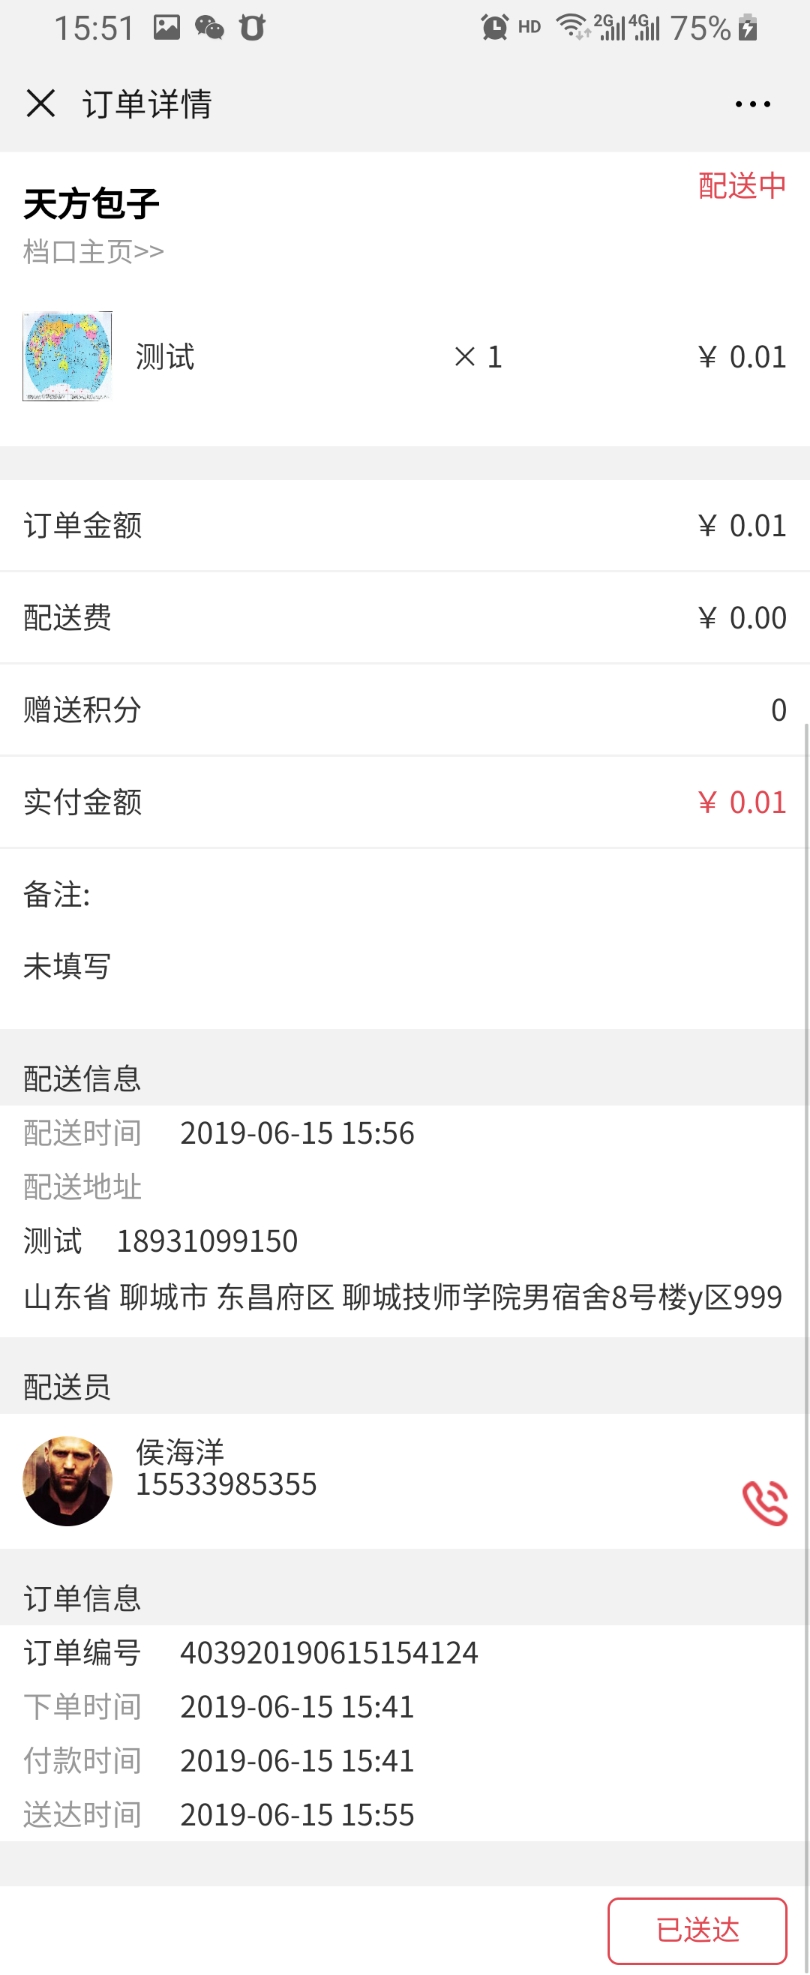 15:51 HD 2G 4G 75%
订单详情
天方包子
配送中
档口主页>>
测试 × 1 ¥ 0.01
订单金额 ¥ 0.01
配送费 ¥ 0.00
赠送积分 0
实付金额 ¥ 0.01
备注:
未填写
配送信息
配送时间 2019-06-15 15:56
配送地址
测试 18931099150
山东省 聊城市 东昌府区 聊城技师学院男宿舍8号楼y区999
配送员
侯海洋
15533985355
订单信息
订单编号 403920190615154124
下单时间 2019-06-15 15:41
付款时间 2019-06-15 15:41
送达时间 2019-06-15 15:55
已送达